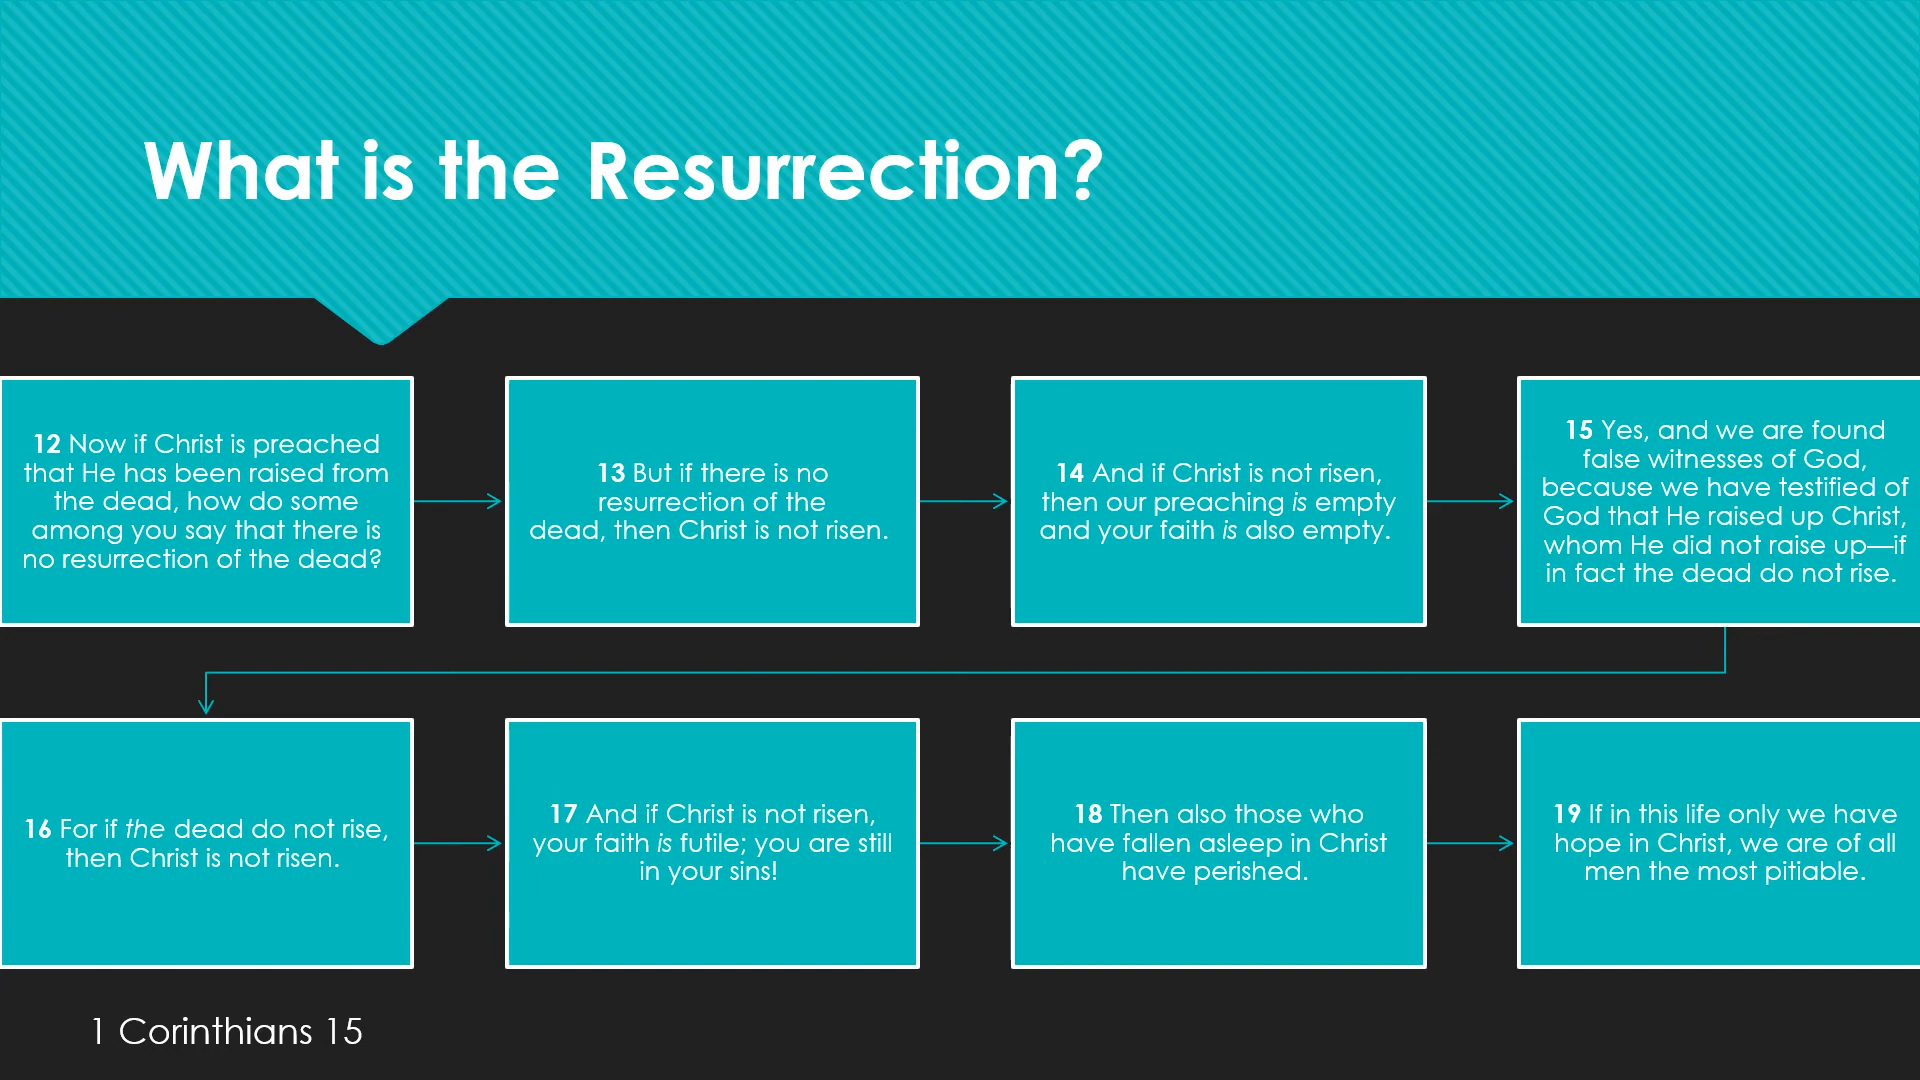 What is the Resurrection?
12 Now if Christ is preached
that He has been raised from
the dead, how do some
among you say that there is
no resurrection of the dead?
13 But if there is no
resurrection of the
dead, then Christ is not risen.
14 And if Christ is not risen,
then our preaching is empty
and your faith is also empty.
15 Yes, and we are found
false witnesses of God,
because we have testified of
God that He raised up Christ,
whom He did not raise up—if
in fact the dead do not rise.
16 For if the dead do not rise,
then Christ is not risen.
17 And if Christ is not risen,
your faith is futile; you are still
in your sins!
18 Then also those who
have fallen asleep in Christ
have perished.
19 If in this life only we have
hope in Christ, we are of all
men the most pitiable.
1 Corinthians 15